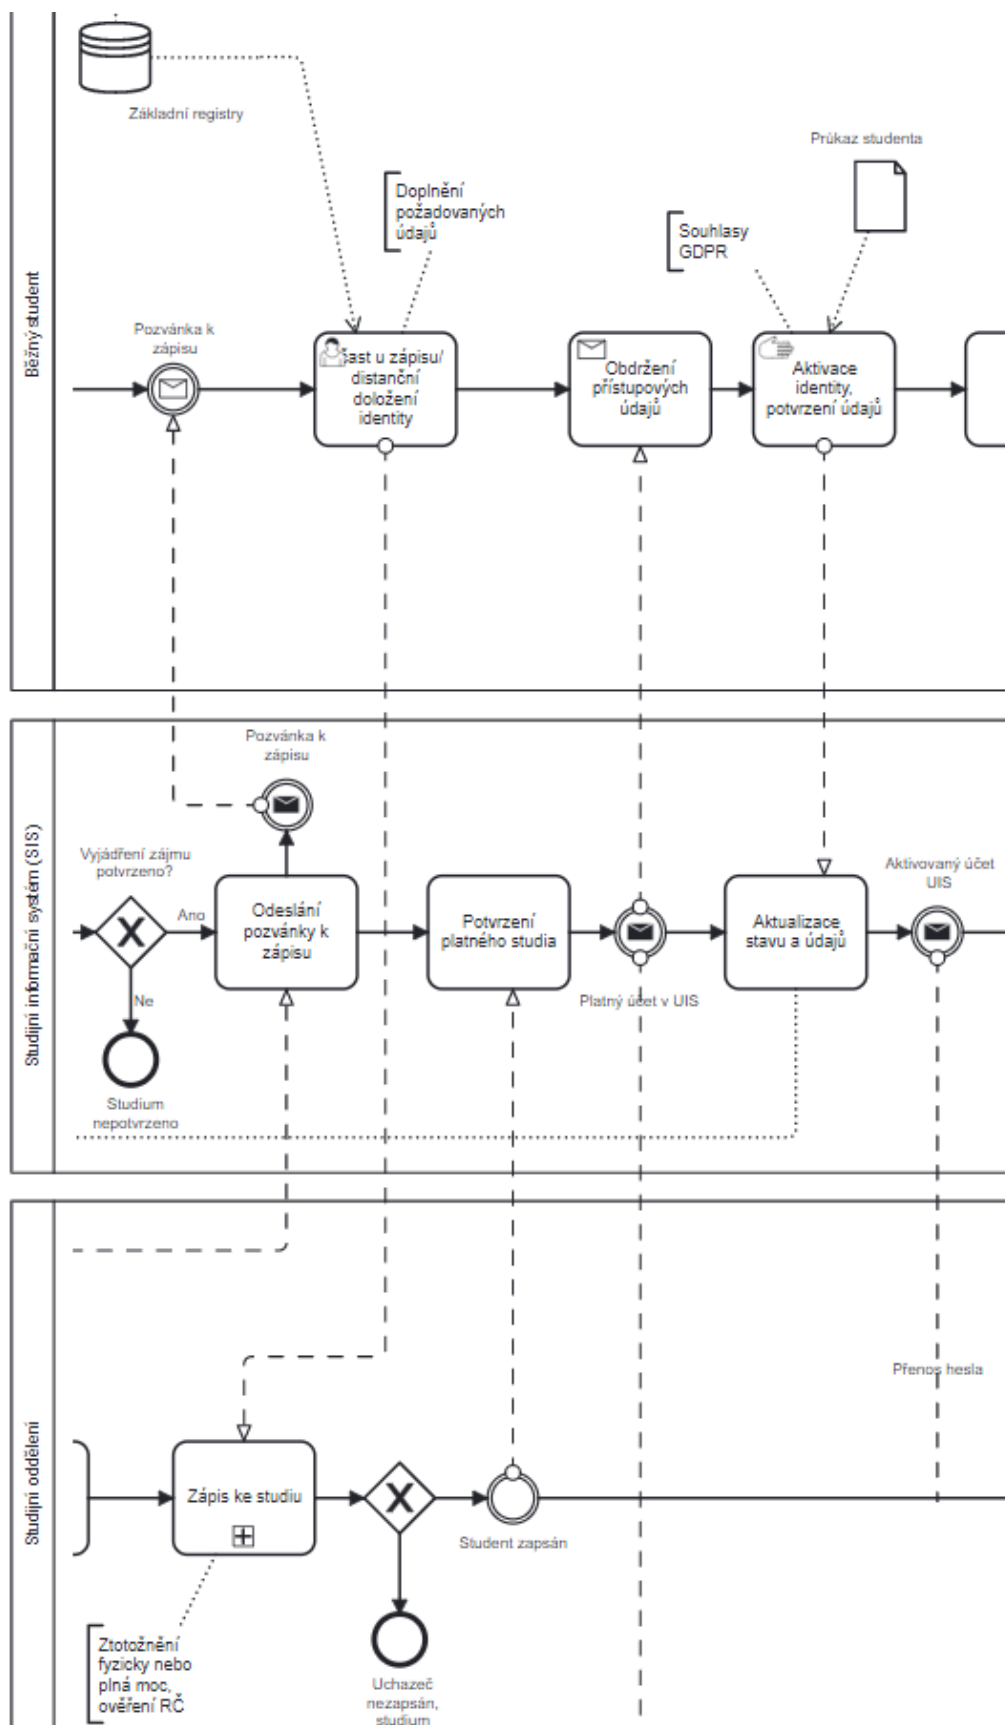 Základní registry
Průkaz studenta
Doplnění
požadovaných
údajů
Souhlasy
GDPR
Běžný student
Pozvánka k
zápisu
čast u zápisu/
distanční
doložení
identity
Obdržení
přístupových
údajů
Aktivace
identity,
potvrzení údajů
Studijní informační systém (SIS)
Pozvánka k
zápisu
Vyjádření zájmu
potvrzeno?
Ano
Ne
Odeslání
pozvánky k
zápisu
Potvrzení
platného studia
Platný účet v UIS
Aktualizace
stavu a údajů
Aktivovaný účet
UIS
Studium
nepotvrzeno
Studijní oddělení
Přenos hesla
Zápis ke studiu
Student zapsán
Ztotožnění
fyzicky nebo
plná moc,
ověření RČ
Uchazeč
nezapsán,
studium